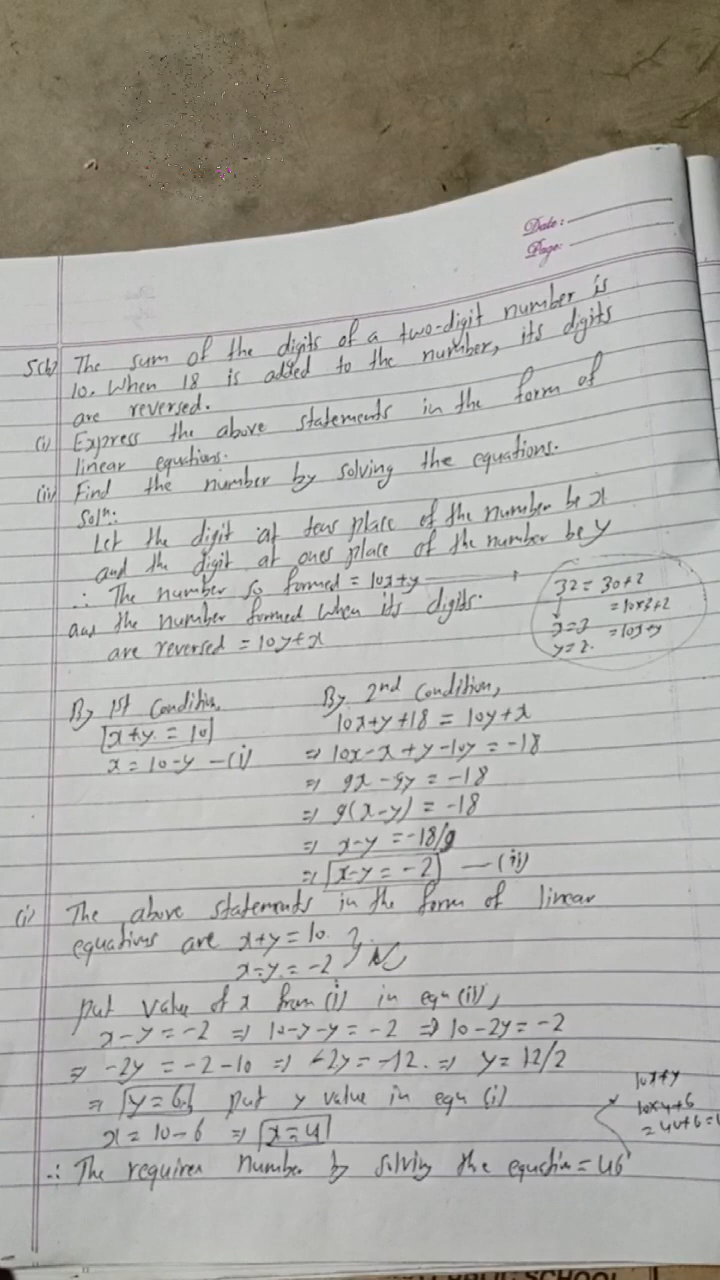 Date:
Page:
5(b) The sum of the digits of a two-digit number is
10. When 18 is added to the number, its digits
are reversed.
(i) Express the above statements in the form of
linear equctions.
(ii) Find the number by solving the equations.
Solⁿ:
Let the digit at tens place of the number be x
and the digit at ones place of the number be y
∴ The number so formed = 10x+y
and the number formed when its digits
are reversed = 10y+x
32 = 30+2
= 10x3+2
x=3 = 10x+y
y=2.
By 1st Condition,
x+y = 10
x = 10-y - (i)
By 2nd Condition,
10x+y+18 = 10y+x
⇒ 10x-x+y-10y = -18
⇒ 9x-9y = -18
⇒ 9(x-y) = -18
⇒ x-y = -18/9
⇒ x-y = -2 - (ii)
(i) The above statements in the form of linear
equations are x+y = 10
x-y = -2
put value of x from (i) in eqn (ii),
x-y = -2 ⇒ 10-y-y = -2 ⇒ 10-2y = -2
⇒ -2y = -2-10 ⇒ -2y = -12. ⇒ y = 12/2
⇒ y = 6 put y value in eqn (i)
x = 10-6 ⇒ x = 4
10x+y
10x4+6
= 40+6 =
∴ The required number by solving the equction = 46
PUBLIC SCHOOL